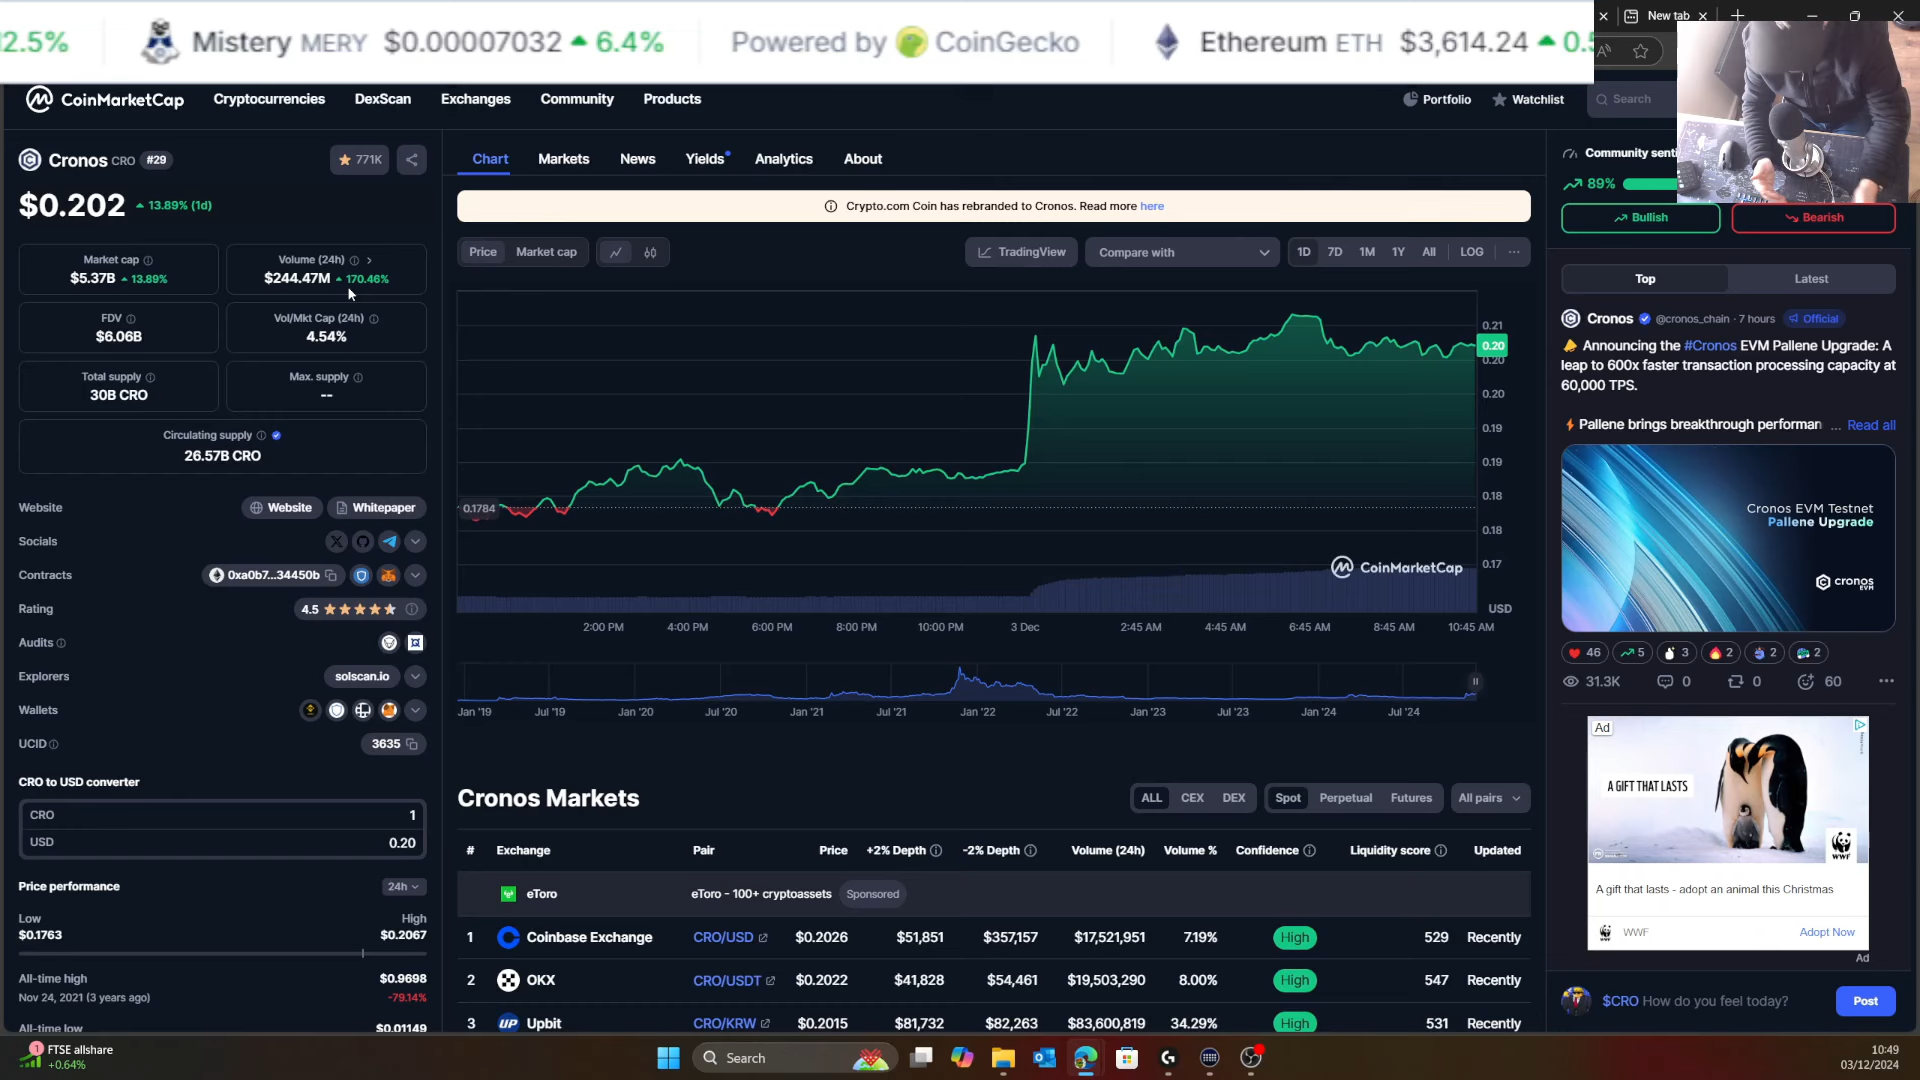 2.5%
Mistery MERY $0.00007032 6.4%
Powered by CoinGecko
Ethereum ETH $3,614.24 0.5
New tab
CoinMarketCap
Cryptocurrencies
DexScan
Exchanges
Community
Products
Portfolio
Watchlist
Search
Cronos CRO #29
771K
$0.202 13.89% (1d)
Market cap
$5.37B 13.89%
Volume (24h)
$244.47M 170.46%
FDV
$6.06B
Vol/Mkt Cap (24h)
4.54%
Total supply
30B CRO
Max. supply
--
Circulating supply
26.57B CRO
Website
Website
Whitepaper
Socials
Contracts
0xa0b7...34450b
Rating
4.5
Audits
Explorers
solscan.io
Wallets
UCID
3635
CRO to USD converter
CRO 1
USD 0.20
Price performance
24h
Low High
$0.1763 $0.2067
All-time high $0.9698
Nov 24, 2021 (3 years ago) -79.14%
All-time low $0.01149
Chart
Markets
News
Yields
Analytics
About
Crypto.com Coin has rebranded to Cronos. Read more here
Price
Market cap
TradingView
Compare with
1D 7D 1M 1Y All LOG ...
0.21
0.20
0.20
0.20
0.19
0.19
0.18
0.18
0.17
0.1784
CoinMarketCap
USD
2:00 PM 4:00 PM 6:00 PM 8:00 PM 10:00 PM 3 Dec 2:45 AM 4:45 AM 6:45 AM 8:45 AM 10:45 AM
Jan '19 Jul '19 Jan '20 Jul '20 Jan '21 Jul '21 Jan '22 Jul '22 Jan '23 Jul '23 Jan '24 Jul '24
Cronos Markets
ALL CEX DEX
Spot Perpetual Futures
All pairs
# Exchange Pair Price +2% Depth -2% Depth Volume (24h) Volume % Confidence Liquidity score Updated
eToro eToro - 100+ cryptoassets Sponsored
1 Coinbase Exchange CRO/USD $0.2026 $51,851 $357,157 $17,521,951 7.19% High 529 Recently
2 OKX CRO/USDT $0.2022 $41,828 $54,461 $19,503,290 8.00% High 547 Recently
3 UP Upbit CRO/KRW $0.2015 $81,732 $82,263 $83,600,819 34.29% High 531 Recently
Community senti
89%
Bullish
Bearish
Top
Latest
Cronos @cronos_chain · 7 hours Official
Announcing the #Cronos EVM Pallene Upgrade: A
leap to 600x faster transaction processing capacity at
60,000 TPS.
Pallene brings breakthrough performan ... Read all
Cronos EVM Testnet
Pallene Upgrade
cronos
EVM
46 5 3 2 2 2
31.3K 0 0 60
Ad
A GIFT THAT LASTS
WWF
A gift that lasts - adopt an animal this Christmas
WWF
Adopt Now
Ad
$CRO How do you feel today?
Post
1
FTSE allshare
+0.64%
Search
10:49
03/12/2024